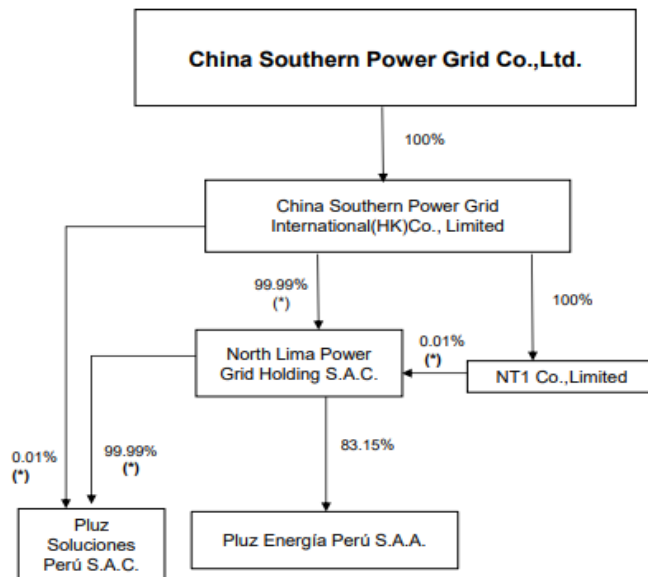 China Southern Power Grid Co.,Ltd.
100%
China Southern Power Grid
International(HK)Co., Limited
99.99%
(*)
100%
North Lima Power
Grid Holding S.A.C.
0.01%
(*)
NT1 Co.,Limited
0.01%
(*)
99.99%
(*)
83.15%
Pluz
Soluciones
Perú S.A.C.
Pluz Energía Perú S.A.A.